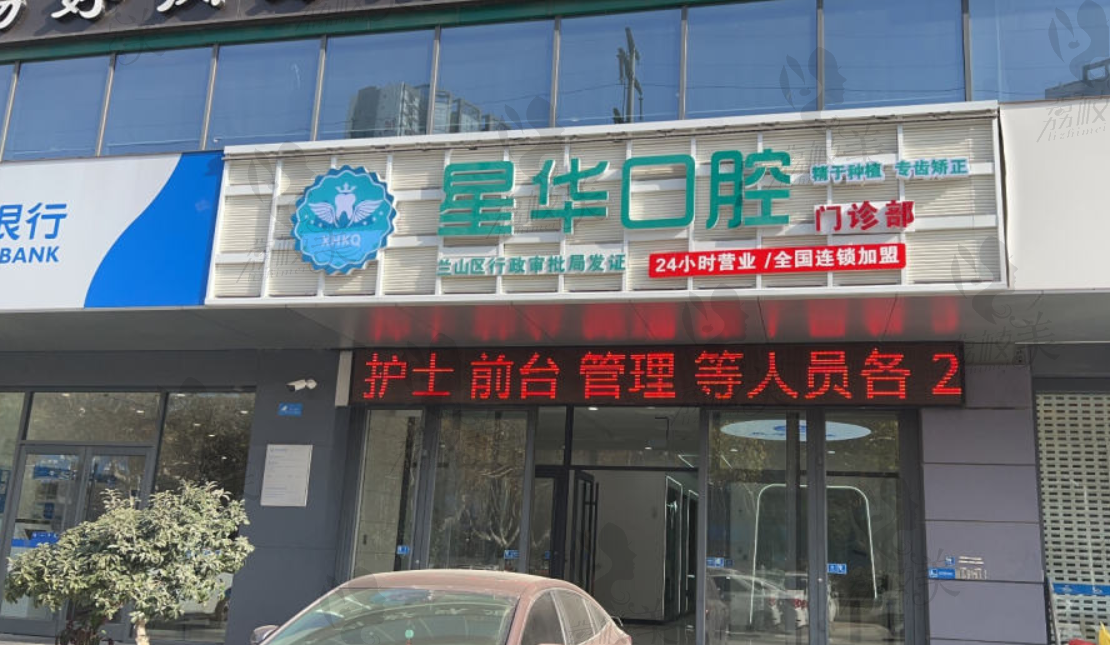 银行
BANK
星华口腔
精于种植 专齿矫正
门诊部
XHKQ
兰山区行政审批局发证
24小时营业/全国连锁加盟
护士 前台 管理 等人员各 2